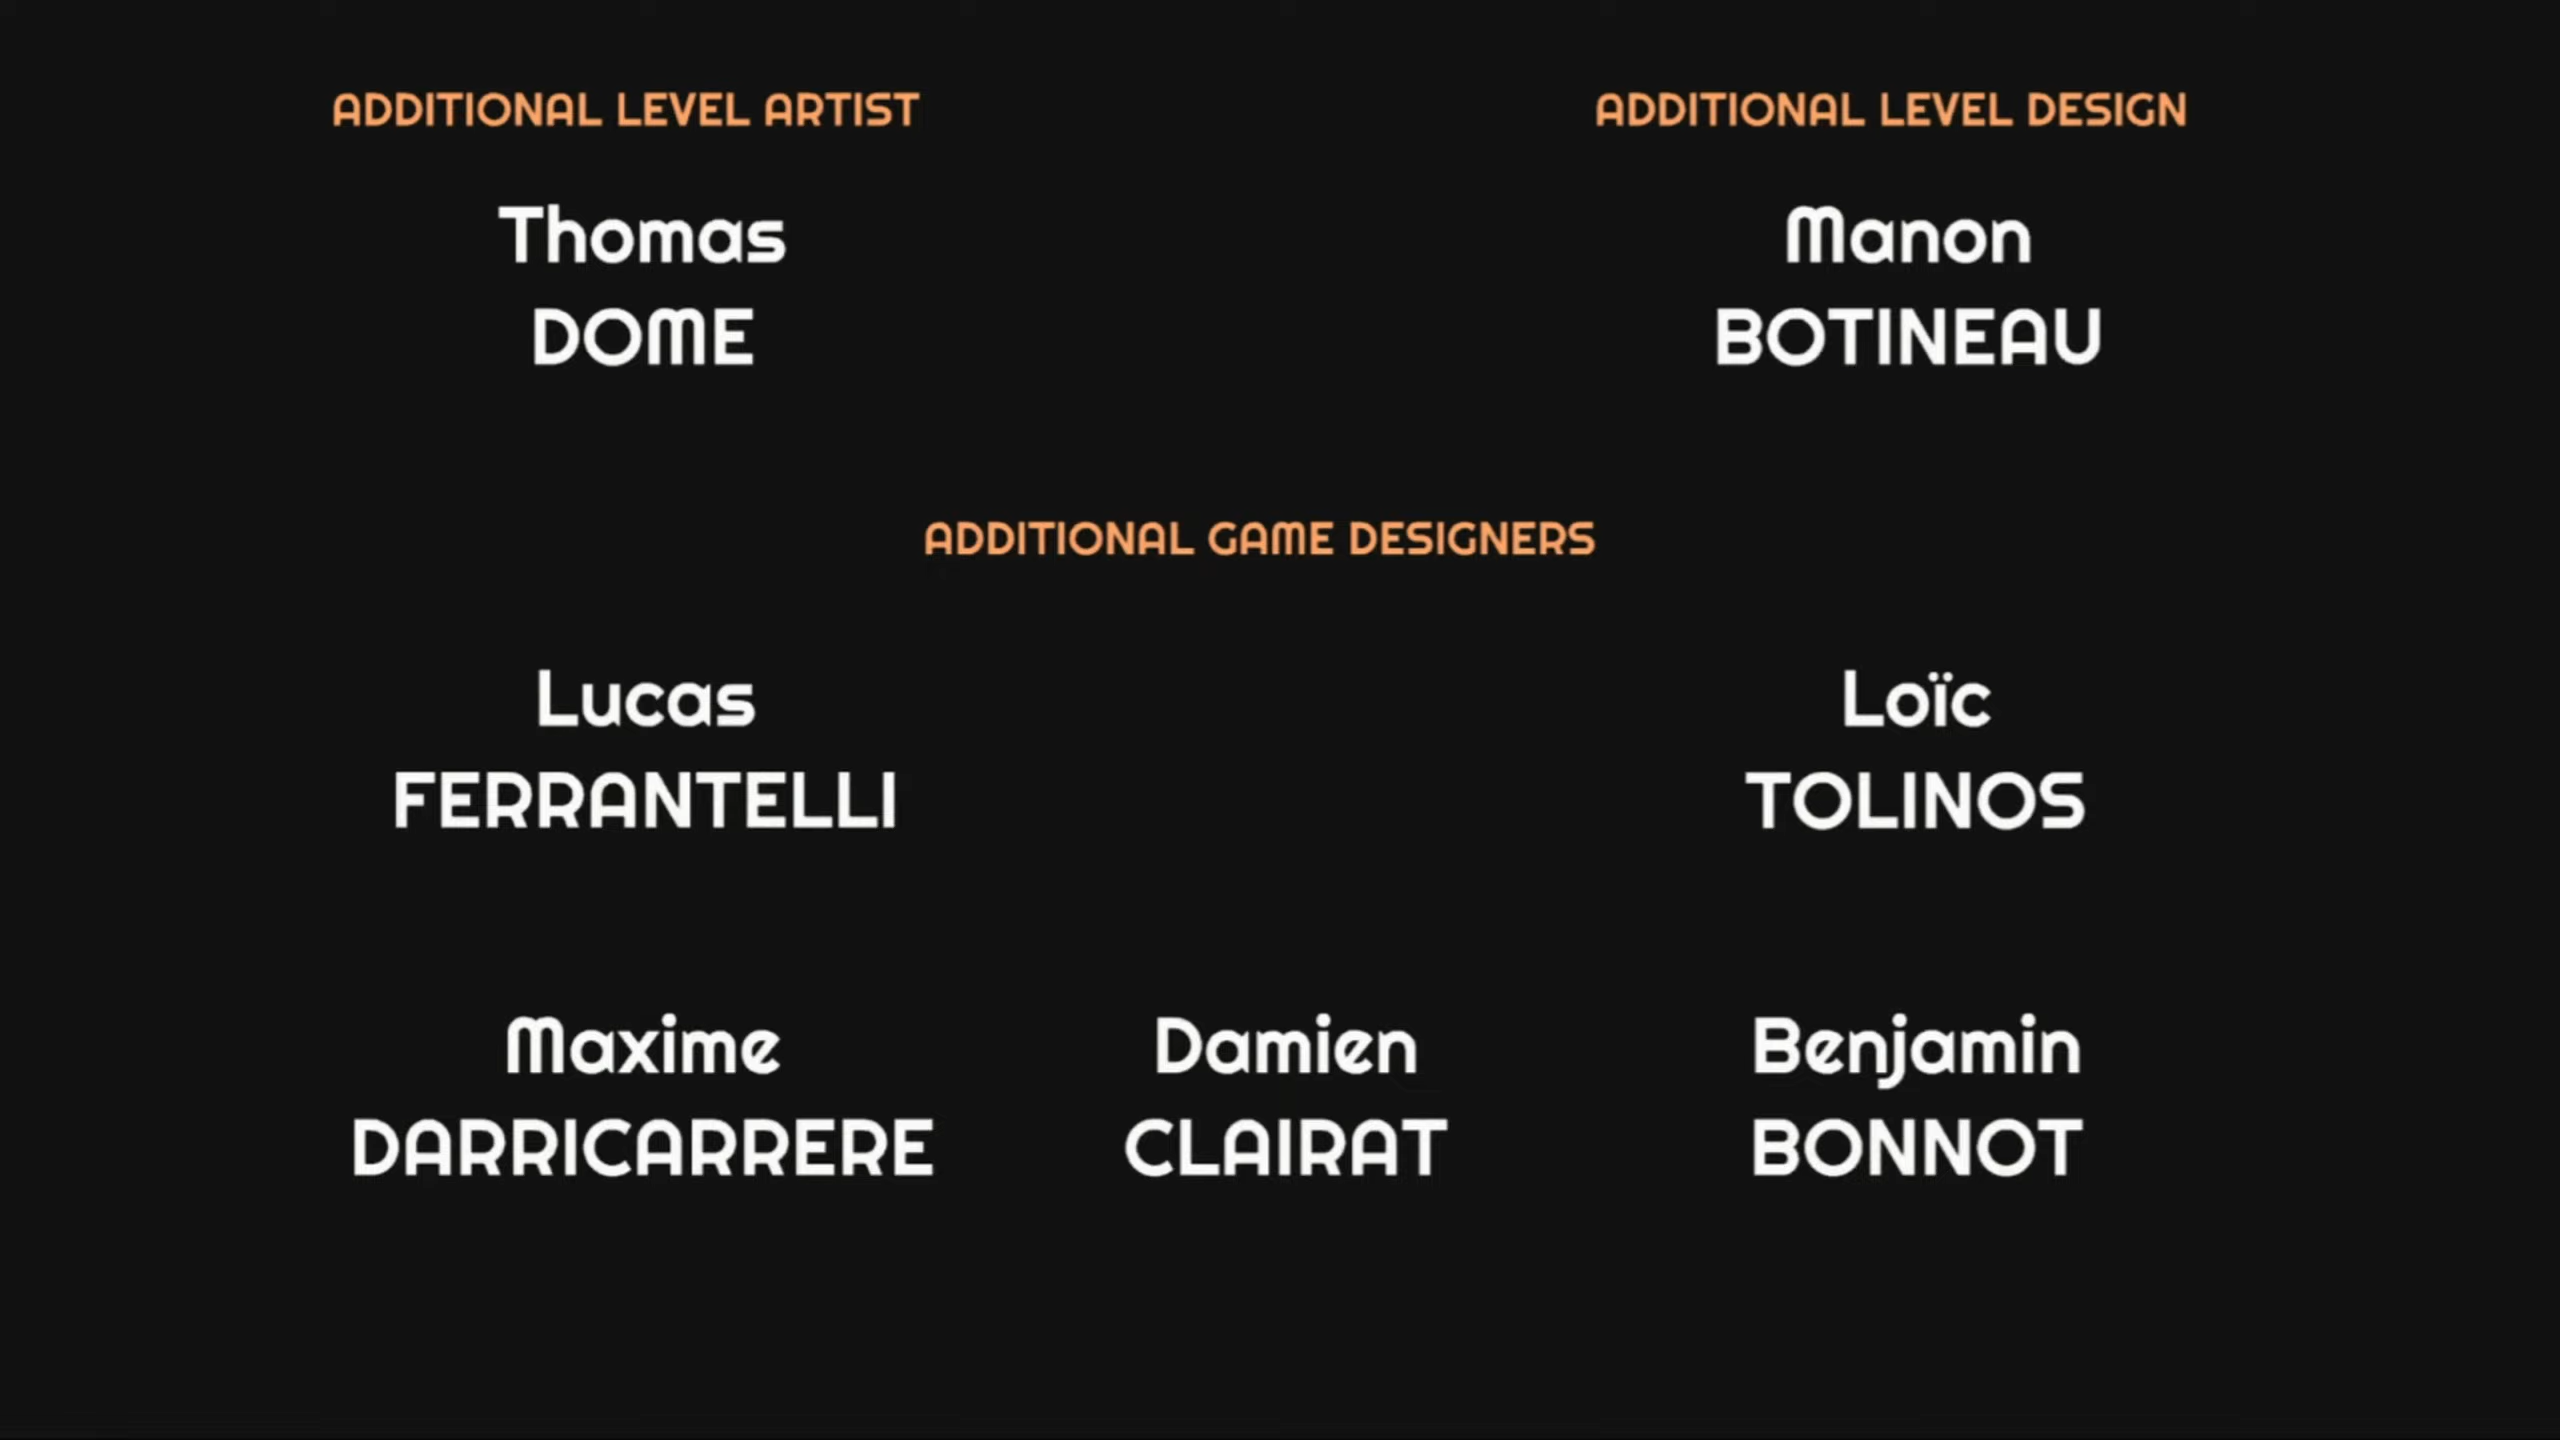 ADDITIONAL LEVEL ARTIST
Thomas
DOME
ADDITIONAL LEVEL DESIGN
Manon
BOTINEAU
ADDITIONAL GAME DESIGNERS
Lucas
FERRANTELLI
Loïc
TOLINOS
Maxime
DARRICARRERE
Damien
CLAIRAT
Benjamin
BONNOT